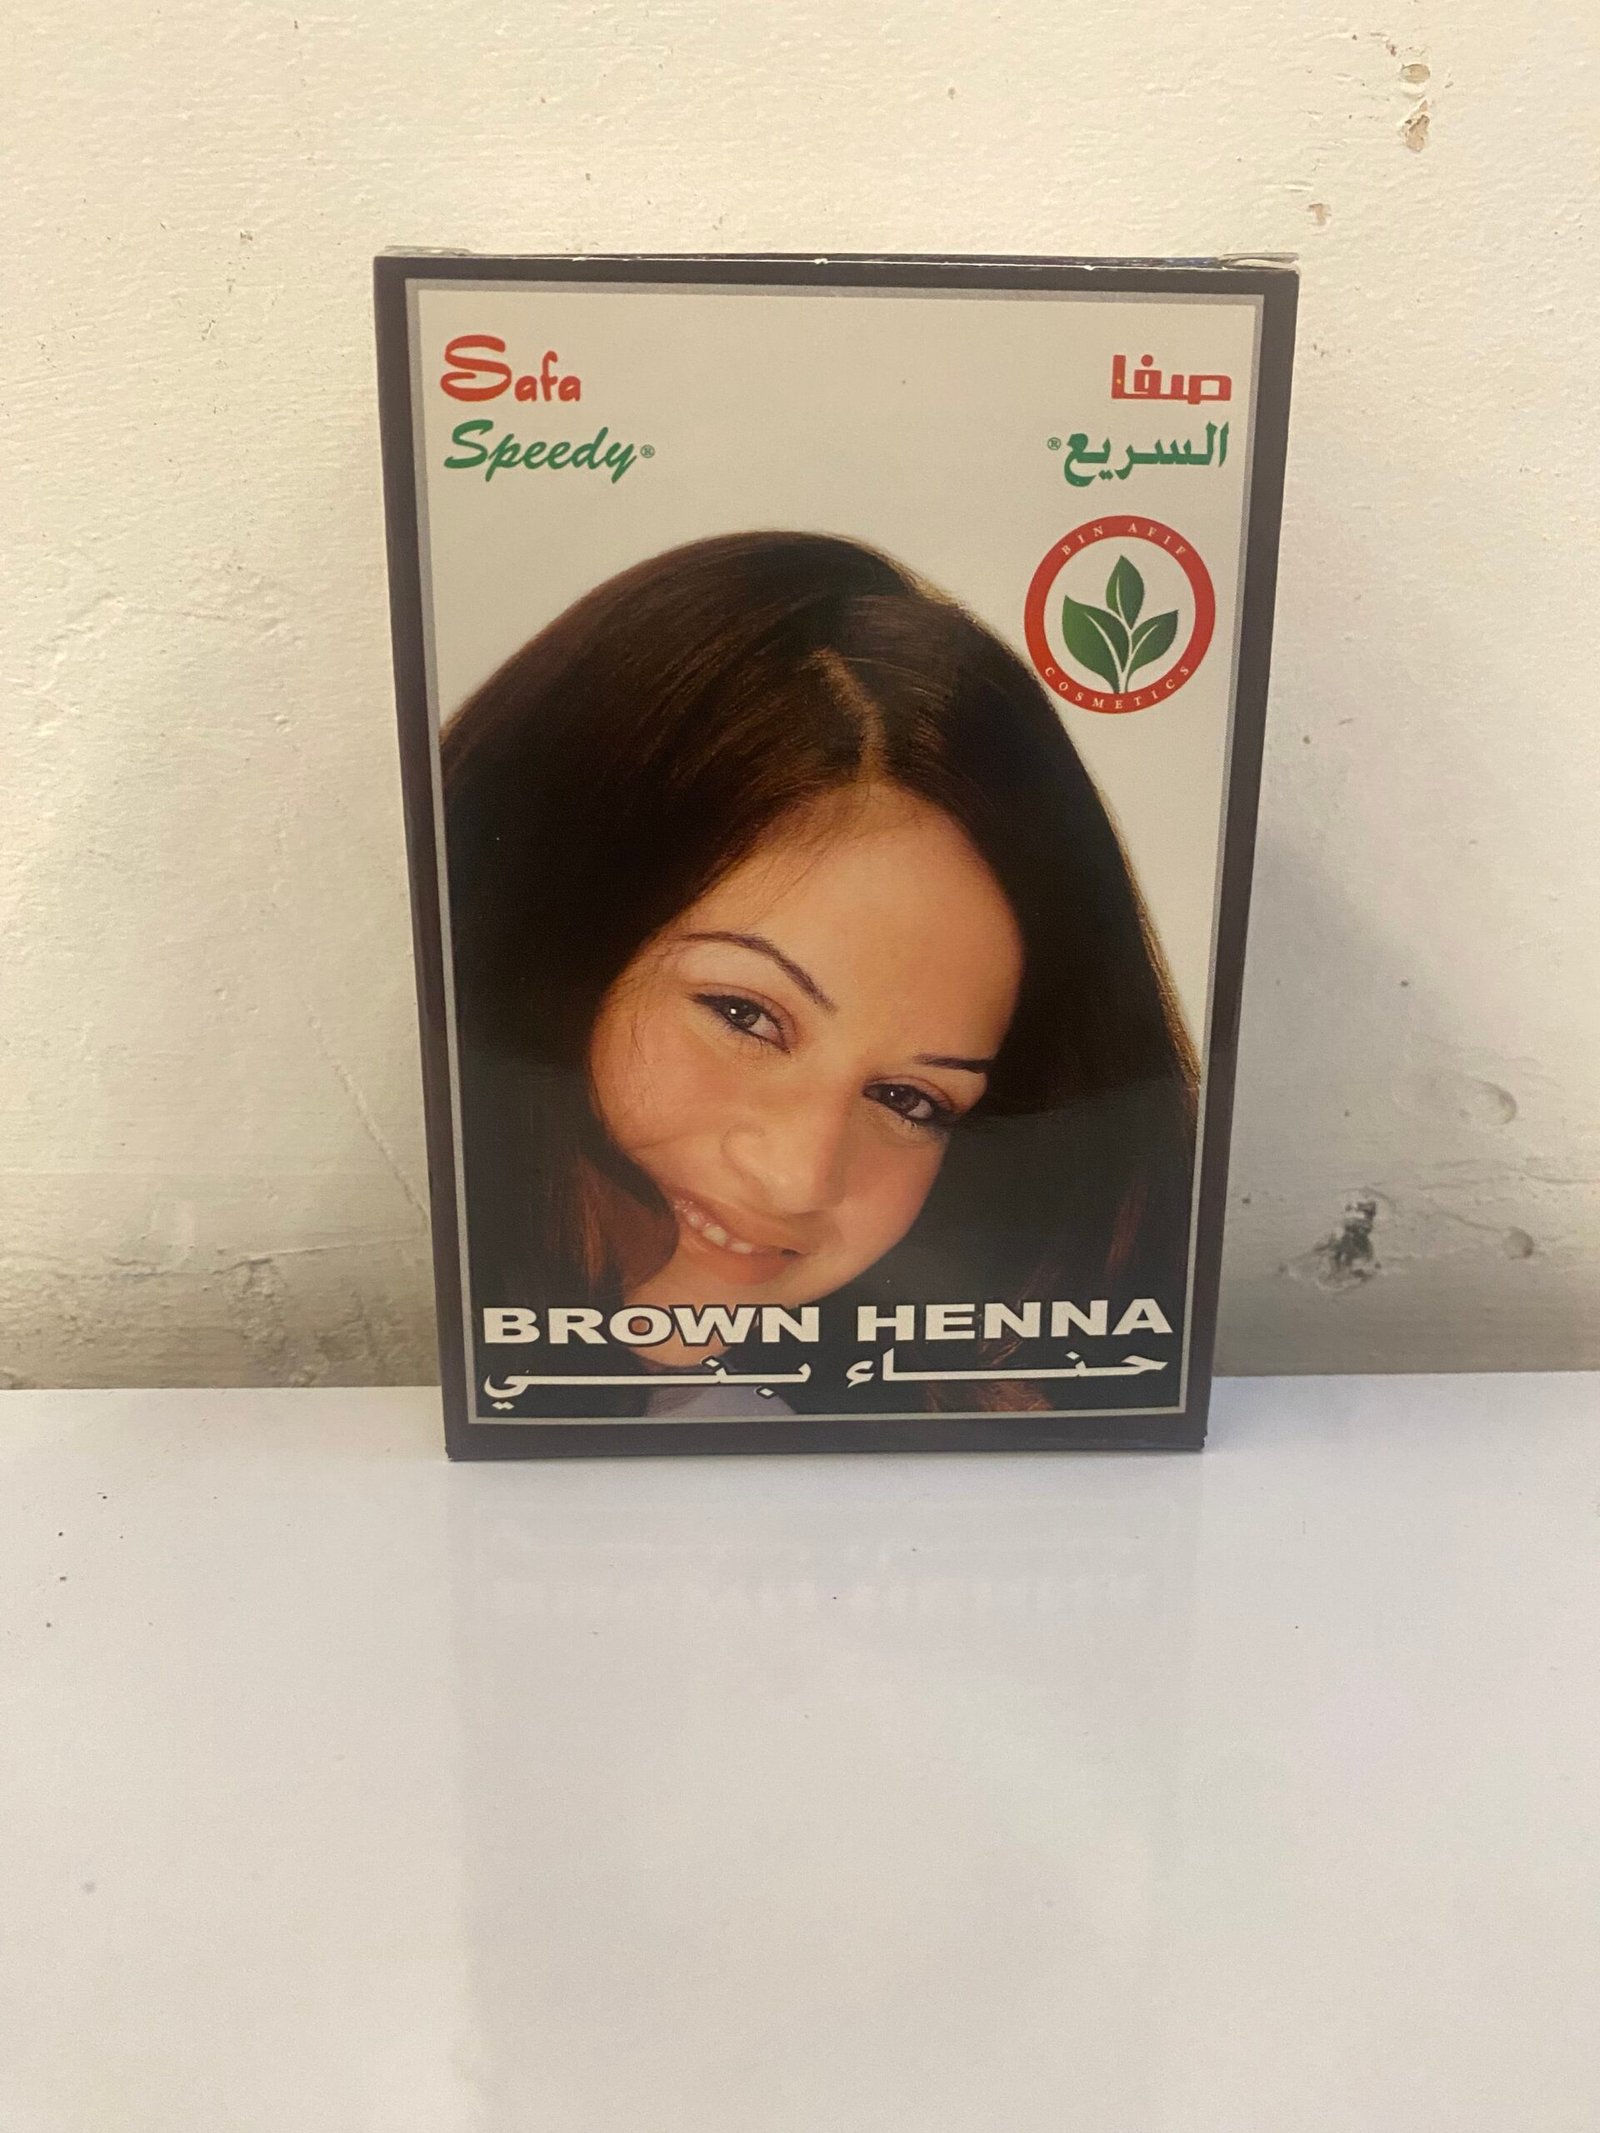 Safa
Speedy®
صفا
السريع®
BIN AFIF
COSMETICS
BROWN HENNA
حناء بني